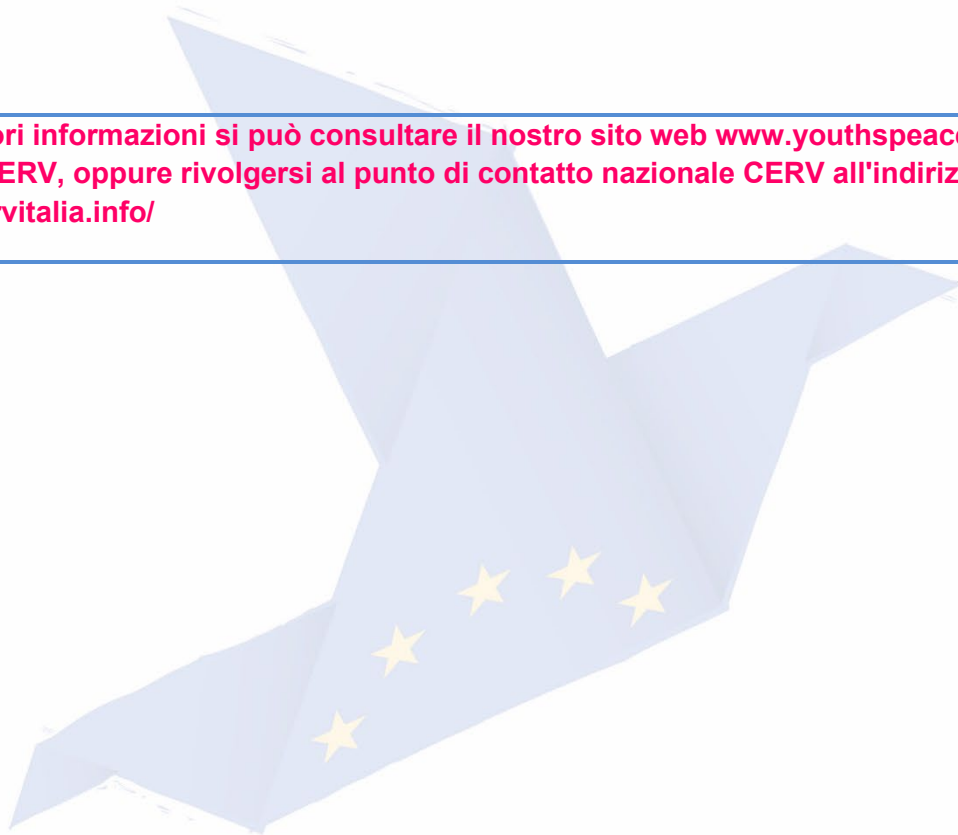 ori informazioni si può consultare il nostro sito web www.youthspeac
ERV, oppure rivolgersi al punto di contatto nazionale CERV all'indiriz
vitalia.info/